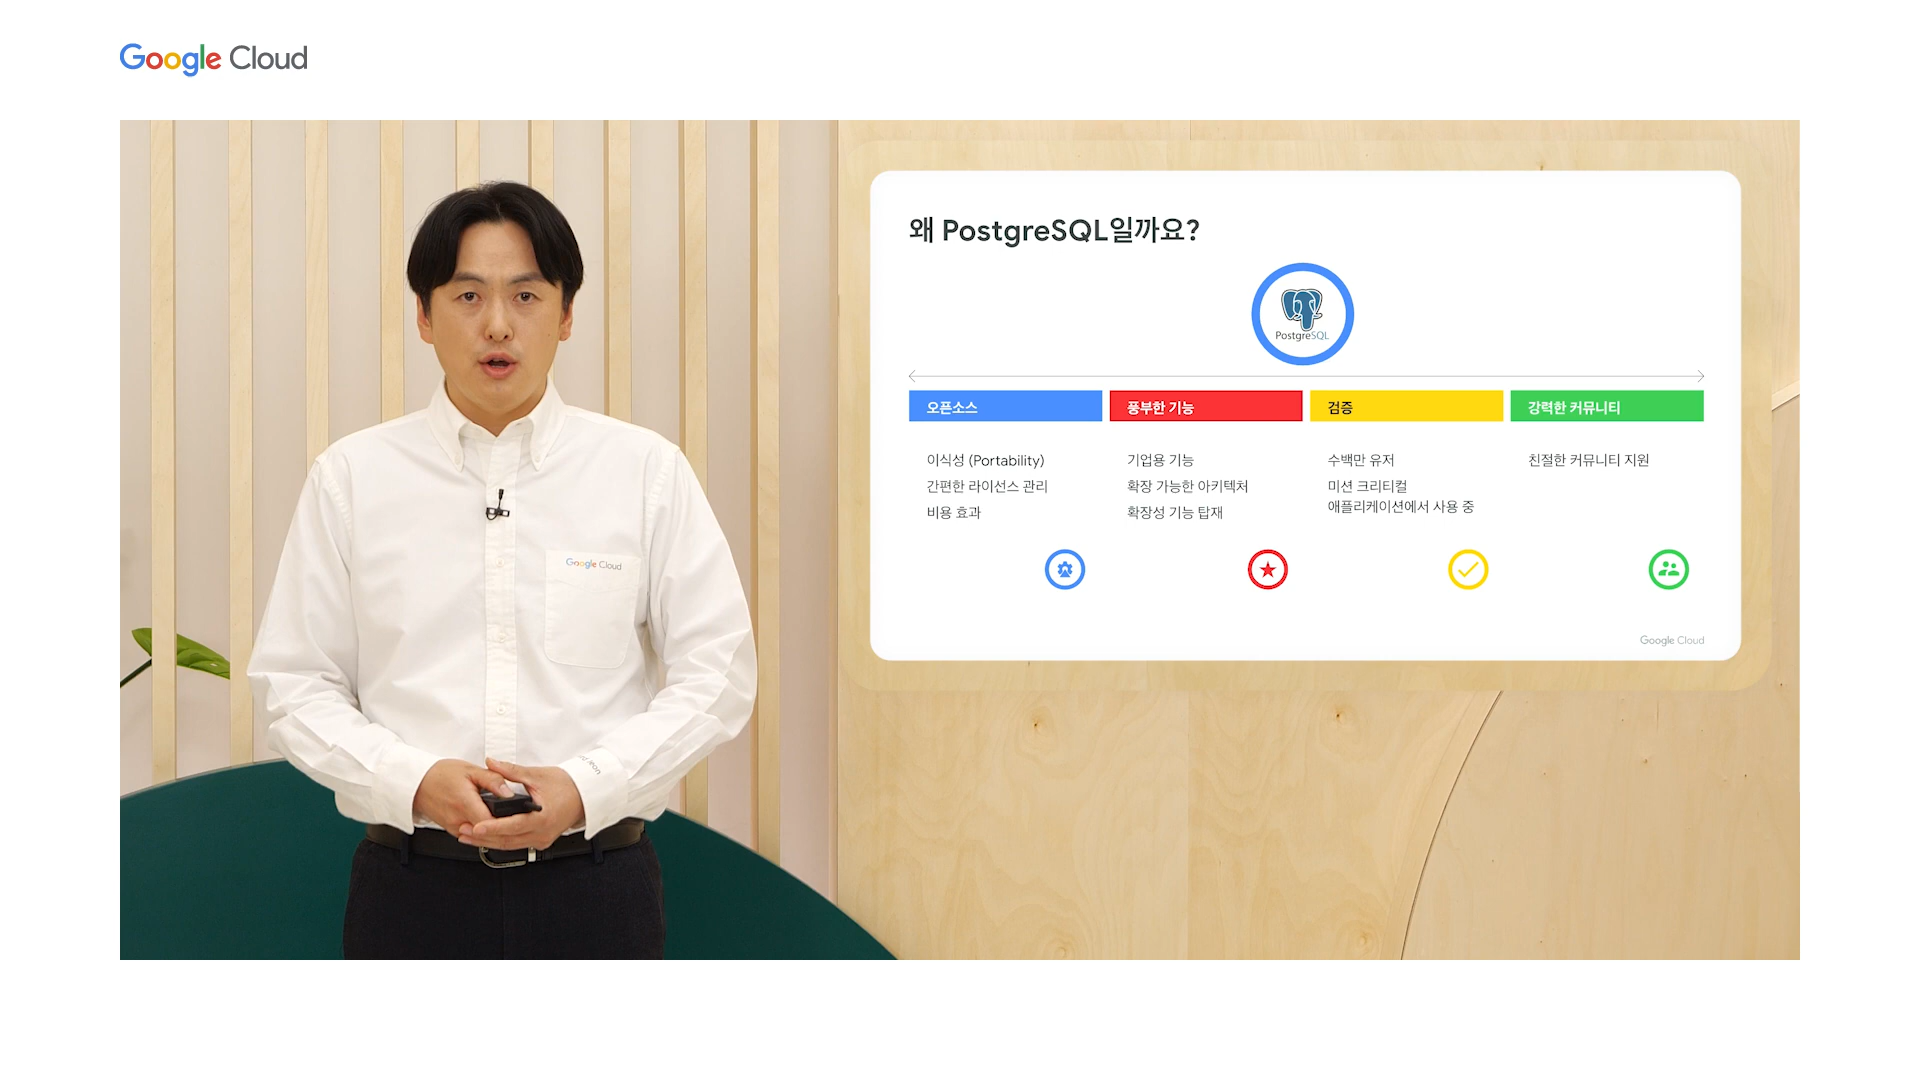 Google Cloud
왜 PostgreSQL일까요?
PostgreSQL
오픈소스
이식성 (Portability)
간편한 라이선스 관리
비용 효과
풍부한 기능
기업용 기능
확장 가능한 아키텍처
확장성 기능 탑재
검증
수백만 유저
미션 크리티컬
애플리케이션에서 사용 중
강력한 커뮤니티
친절한 커뮤니티 지원
Google Cloud
Google Cloud